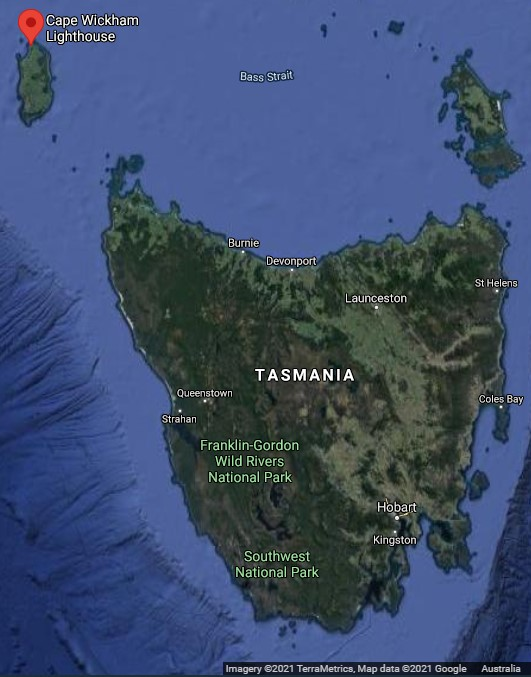 Cape Wickham
Lighthouse
Bass Strait
Burnie
Devonport
St Helens
Launceston
TASMANIA
Queenstown
Coles Bay
Strahan
Franklin-Gordon
Wild Rivers
National Park
Hobart
Kingston
Southwest
National Park
Imagery ©2021 TerraMetrics, Map data ©2021 Google Australia